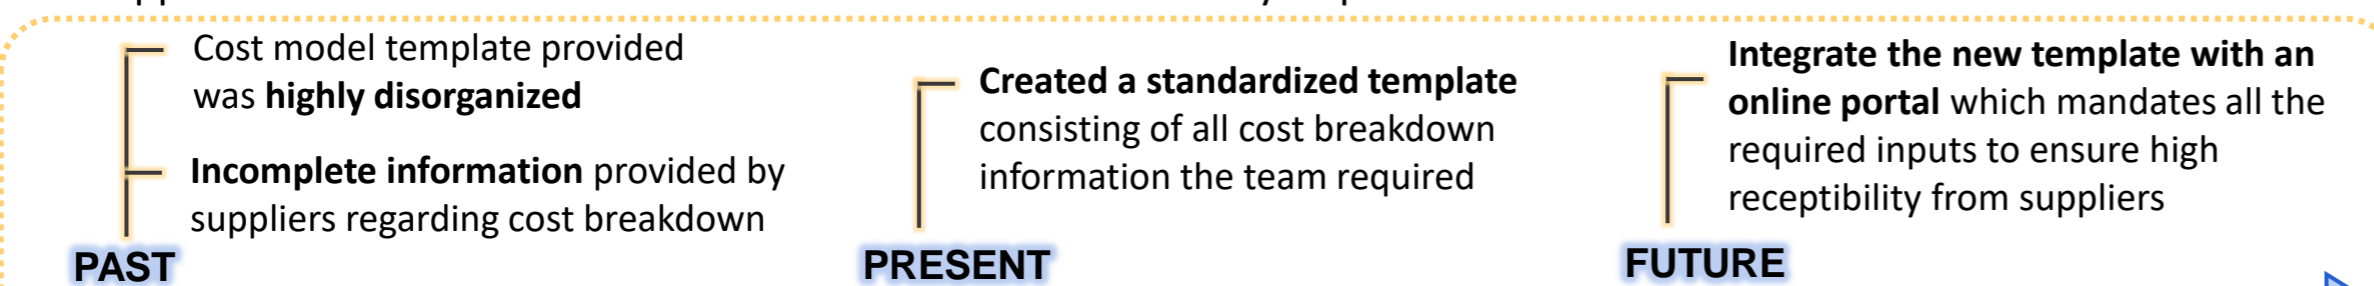 Cost model template provided
was highly disorganized
Incomplete information provided by
suppliers regarding cost breakdown
PAST
Created a standardized template
consisting of all cost breakdown
information the team required
PRESENT
Integrate the new template with an
online portal which mandates all the
required inputs to ensure high
receptibility from suppliers
FUTURE